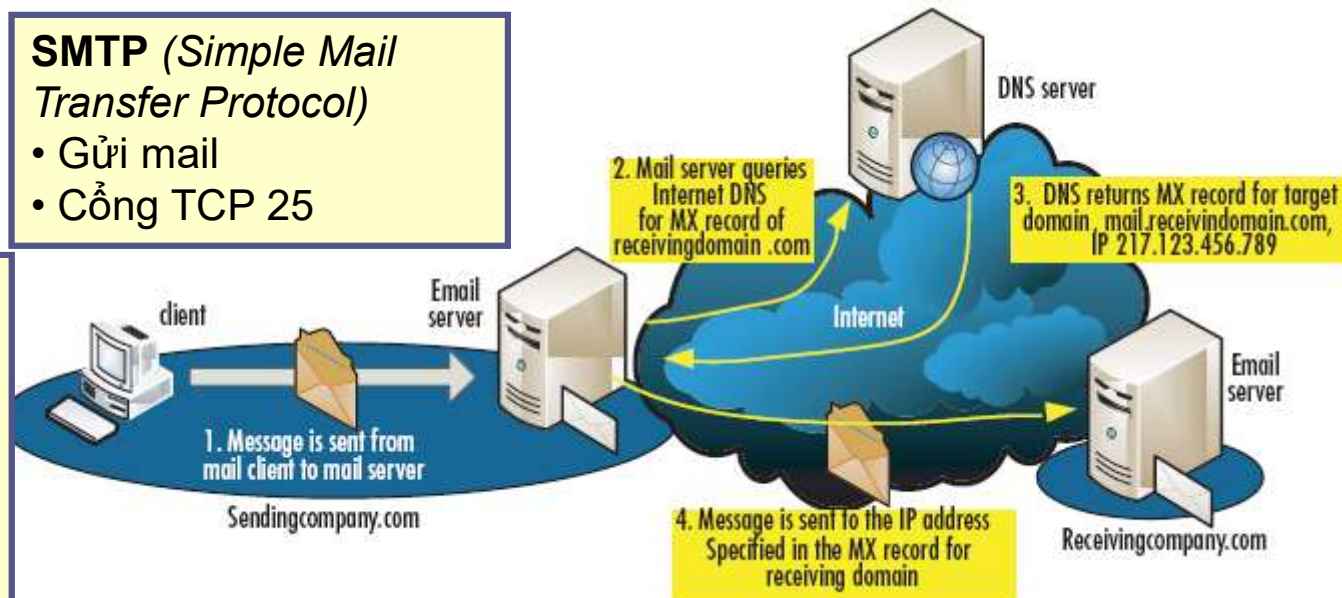 SMTP (Simple Mail
Transfer Protocol)
• Gửi mail
• Cổng TCP 25
DNS server
2. Mail server queries
Internet DNS
for MX record of
receivingdomain .com
3. DNS returns MX record for target
domain, mail.receivindomain.com,
IP 217.123.456.789
client
Email
server
Internet
Email
server
1. Message is sent from
mail client to mail server
Sendingcompany.com
4. Message is sent to the IP address
Specified in the MX record for
receiving domain
Receivingcompany.com